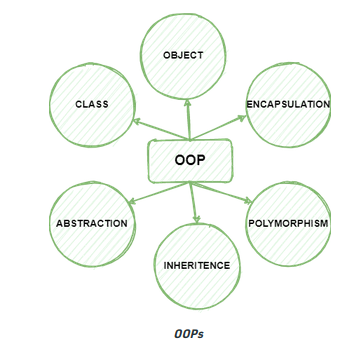 OBJECT
CLASS
ENCAPSULATION
OOP
ABSTRACTION
POLYMORPHISM
INHERITENCE
OOPs